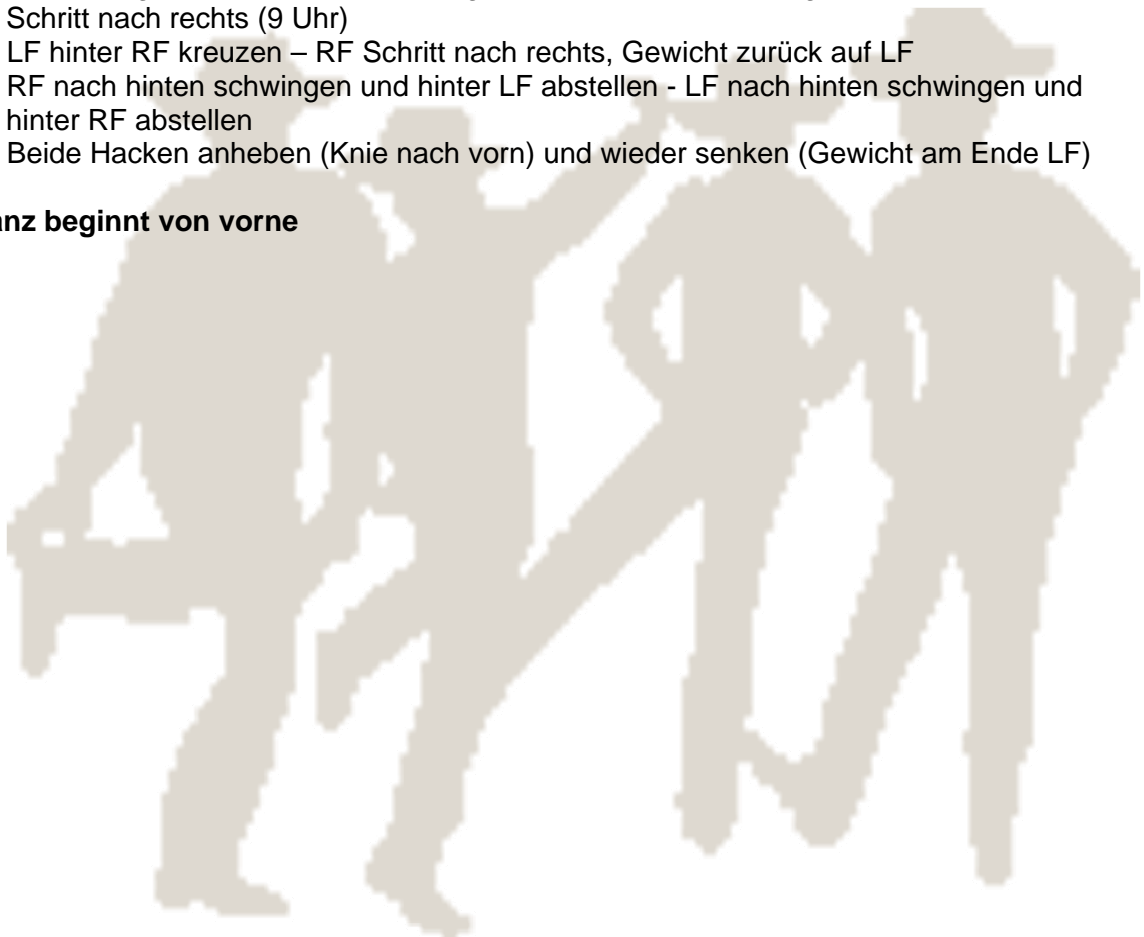 Schritt nach rechts (9 Uhr)
LF hinter RF kreuzen – RF Schritt nach rechts, Gewicht zurück auf LF
RF nach hinten schwingen und hinter LF abstellen - LF nach hinten schwingen und
hinter RF abstellen
Beide Hacken anheben (Knie nach vorn) und wieder senken (Gewicht am Ende LF)
anz beginnt von vorne